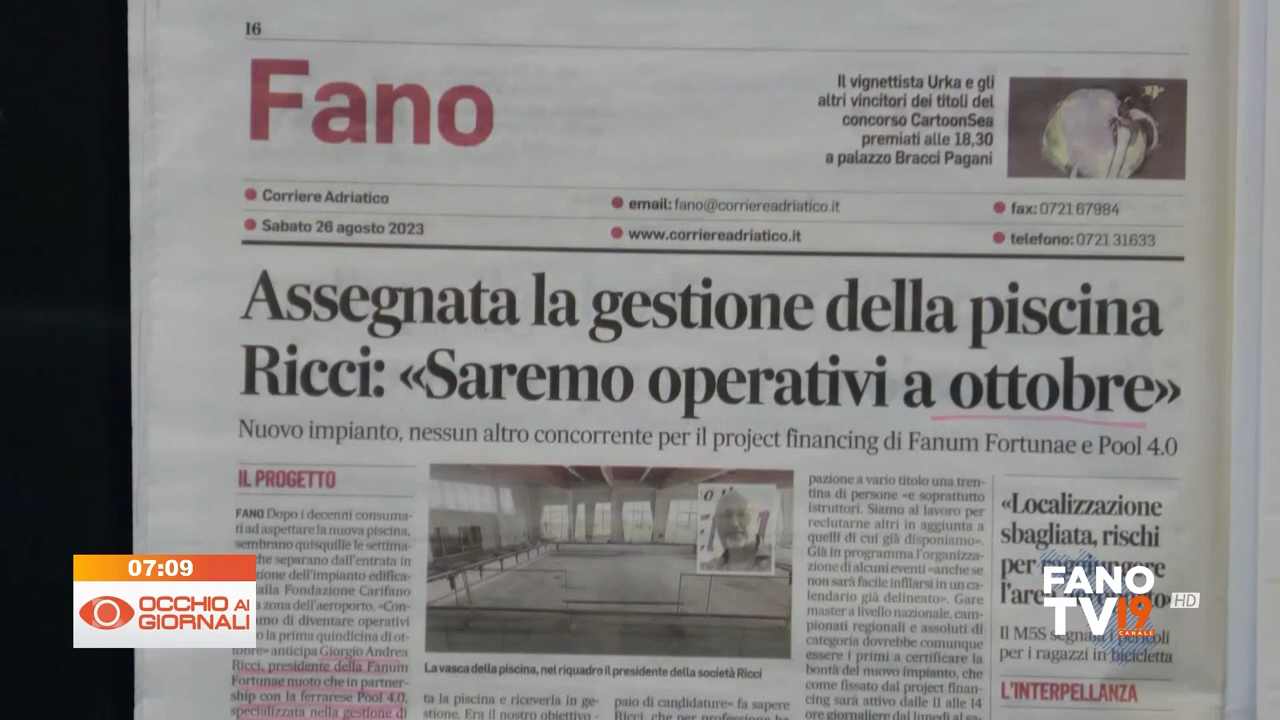 16
Fano
Il vignettista Urka e gli
altri vincitori dei titoli del
concorso CartoonSea
premiati alle 18,30
a palazzo Bracci Pagani
Corriere Adriatico
email: fano@corriereadriatico.it
fax: 0721 67984
Sabato 26 agosto 2023
www.corriereadriatico.it
telefono: 0721 31633
Assegnata la gestione della piscina
Ricci: «Saremo operativi a ottobre»
Nuovo impianto, nessun altro concorrente per il project financing di Fanum Fortunae e Pool 4.0
IL PROGETTO
FANO Dopo i decenni consuma-
ti ad aspettare la nuova piscina,
sembrano quisquilie le settima-
che separano dall'entrata in
zione dell'impianto edifica-
alla Fondazione Carifano
a zona dell'aeroporto. «Con-
mo di diventare operativi
o la prima quindicina di ot-
tobre» anticipa Giorgio Andrea
Ricci, presidente della Fanum
Fortunae nuoto che in partner-
ship con la ferrarese Pool 4.0,
specializzata nella gestione di
La vasca della piscina, nel riquadro il presidente della società Ricci
ta la piscina e riceverla in ge-
stione. Era il nostro obiettivo -
paio di candidature» fa sapere
Ricci, che per professione ha
pazione a vario titolo una tren-
tina di persone «e soprattutto
istruttori. Siamo al lavoro per
reclutarne altri in aggiunta a
quelli di cui già disponiamo».
Già in programma l'organizza-
zione di alcuni eventi «anche se
non sarà facile infilarsi in un ca-
lendario già delineato». Gare
master a livello nazionale, cam-
pionati regionali e assoluti di
categoria dovrebbe comunque
essere i primi a certificare la
bontà del nuovo impianto, che
come fissato dal project finan-
cing sarà attivo dalle 11 alle 14
ore giornaliere dal lunedì al sa-
«Localizzazione
sbagliata, rischi
per raggiungere
l'area
Il M5S segnala i pericoli
per i ragazzi in bicicletta
L'INTERPELLANZA
07:09
OCCHIO AI
GIORNALI
FANO
TV19 HD
CANALE